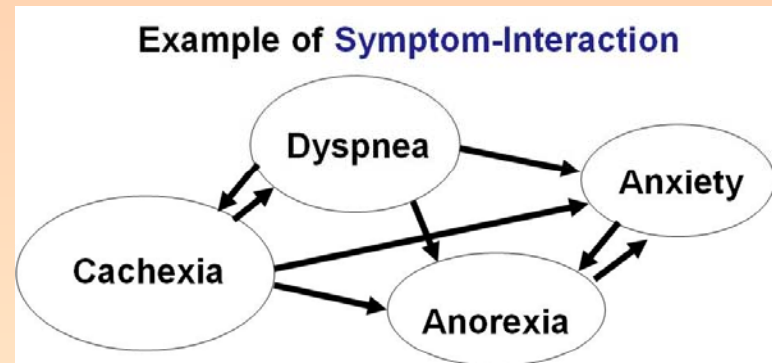 Example of Symptom-Interaction
Dyspnea
Anxiety
Cachexia
Anorexia